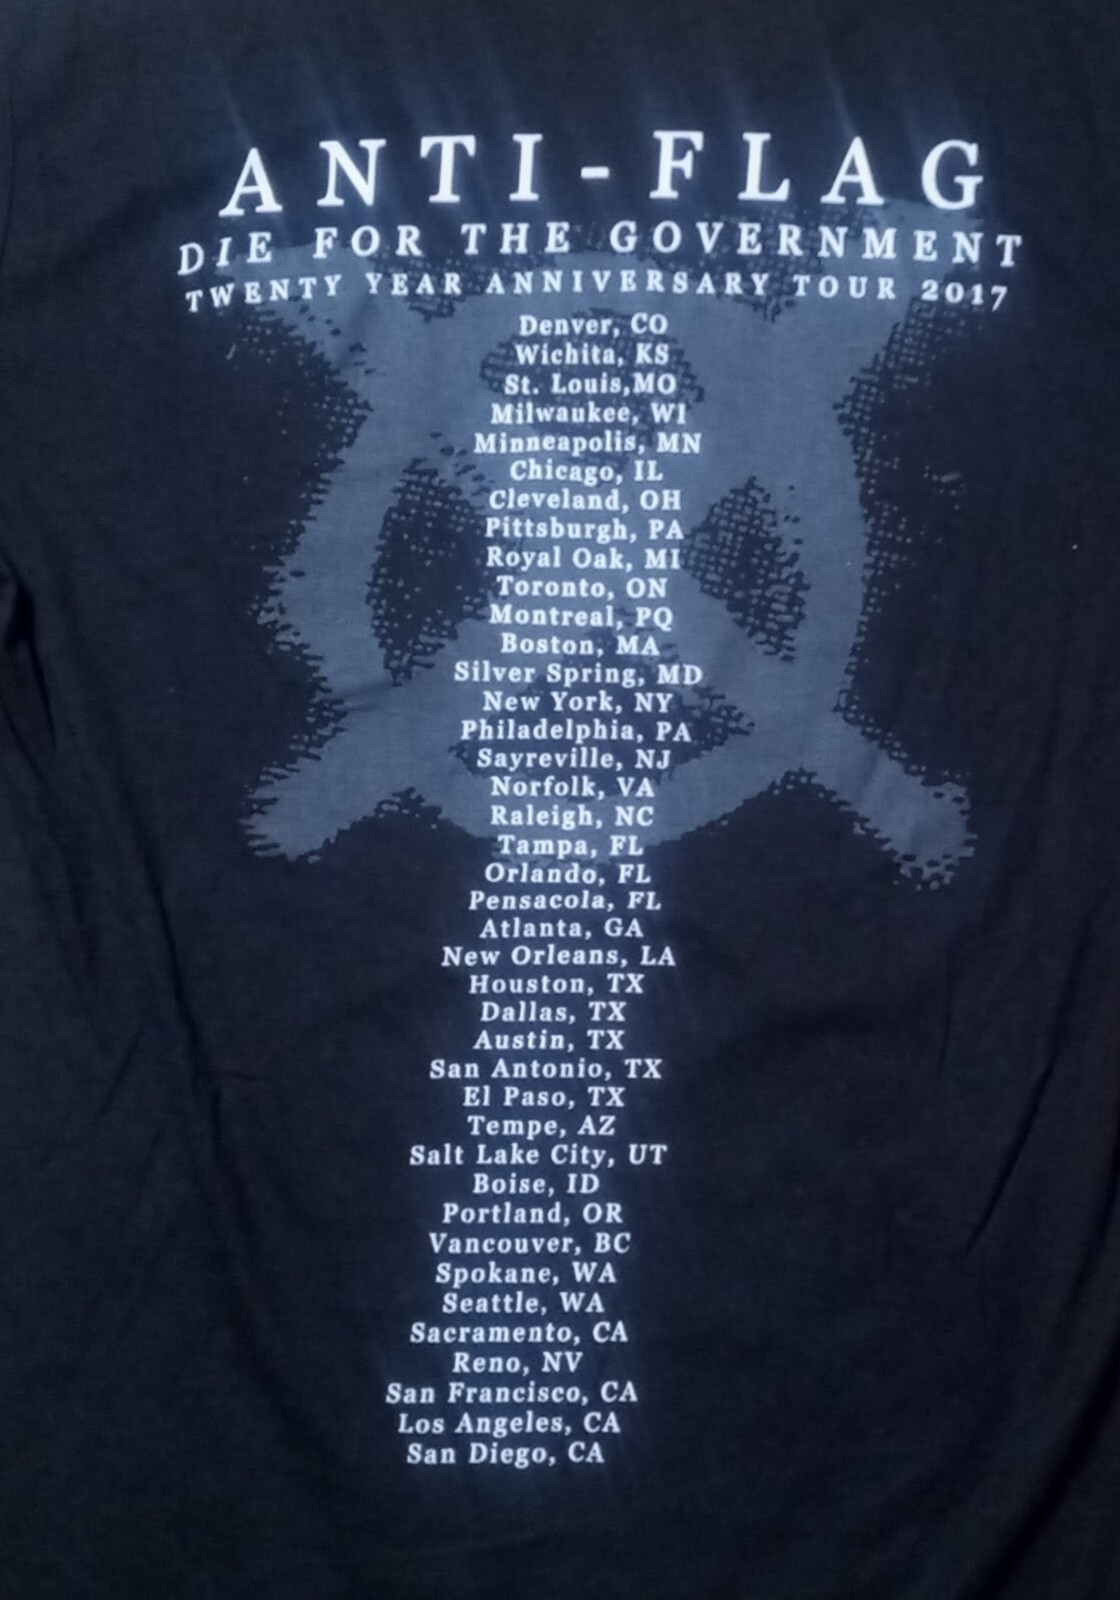 ANTI-FLAG
DIE FOR THE GOVERNMENT
TWENTY YEAR ANNIVERSARY TOUR 2017
Denver, CO
Wichita, KS
St. Louis,MO
Milwaukee, WI
Minneapolis, MN
Chicago, IL
Cleveland, OH
Pittsburgh, PA
Royal Oak, MI
Toronto, ON
Montreal, PQ
Boston, MA
Silver Spring, MD
New York, NY
Philadelphia, PA
Sayreville, NJ
Norfolk, VA
Raleigh, NC
Tampa, FL
Orlando, FL
Pensacola, FL
Atlanta, GA
New Orleans, LA
Houston, TX
Dallas, TX
Austin, TX
San Antonio, TX
El Paso, TX
Tempe, AZ
Salt Lake City, UT
Boise, ID
Portland, OR
Vancouver, BC
Spokane, WA
Seattle, WA
Sacramento, CA
Reno, NV
San Francisco, CA
Los Angeles, CA
San Diego, CA